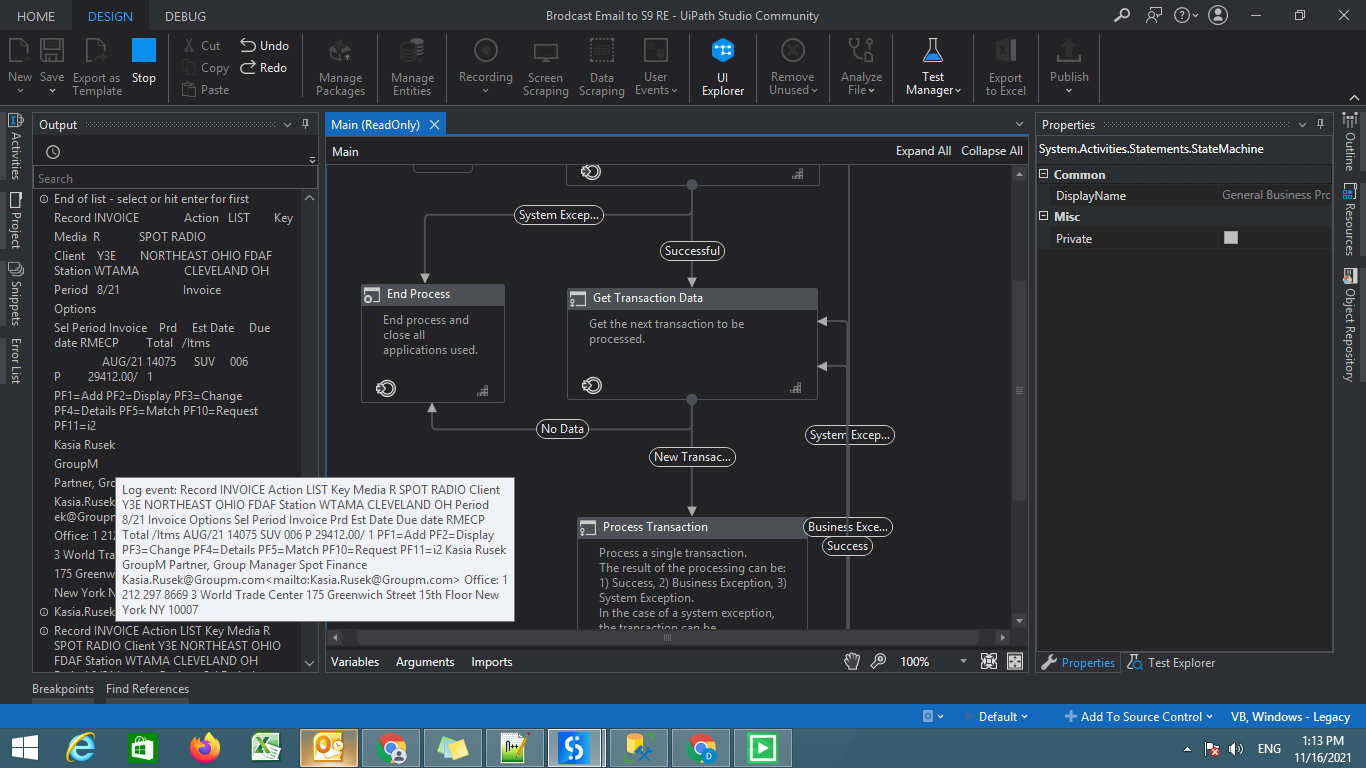 HOME DESIGN DEBUG
Brodcast Email to S9 RE - UiPath Studio Community
New
Save
Export as Template
Stop
Cut
Copy
Paste
Undo
Redo
Manage Packages
Manage Entities
Recording
Screen Scraping
Data Scraping
User Events
UI Explorer
Remove Unused
Analyze File
Test Manager
Export to Excel
Publish
Activities
Project
Snippets
Error List
Output
Search
End of list - select or hit enter for first
Record INVOICE Action LIST Key
Media R SPOT RADIO
Client Y3E NORTHEAST OHIO FDAF
Station WTAMA CLEVELAND OH
Period 8/21 Invoice
Options
Sel Period Invoice Prd Est Date Due
date RMECP Total /Itms
AUG/21 14075 SUV 006
P 29412.00/ 1
PF1=Add PF2=Display PF3=Change
PF4=Details PF5=Match PF10=Request
PF11=i2
Kasia Rusek
GroupM
Partner, Gro
Kasia.Rusek
ek@Groupm
Office: 1 212
3 World Tra
175 Greenw
New York N
Kasia.Rusek
Record INVOICE Action LIST Key Media R
SPOT RADIO Client Y3E NORTHEAST OHIO
FDAF Station WTAMA CLEVELAND OH
Log event: Record INVOICE Action LIST Key Media R SPOT RADIO Client
Y3E NORTHEAST OHIO FDAF Station WTAMA CLEVELAND OH Period
8/21 Invoice Options Sel Period Invoice Prd Est Date Due date RMECP
Total /Itms AUG/21 14075 SUV 006 P 29412.00/ 1 PF1=Add PF2=Display
PF3=Change PF4=Details PF5=Match PF10=Request PF11=i2 Kasia Rusek
GroupM Partner, Group Manager Spot Finance
Kasia.Rusek@Groupm.com<mailto:Kasia.Rusek@Groupm.com> Office: 1
212 297 8669 3 World Trade Center 175 Greenwich Street 15th Floor New
York NY 10007
Breakpoints Find References
Main (ReadOnly)
Main
Expand All Collapse All
System Excep...
Successful
End Process
End process and
close all
applications used.
Get Transaction Data
Get the next transaction to be
processed.
No Data
New Transac...
System Excep...
Business Exce...
Success
Process Transaction
Process a single transaction.
The result of the processing can be:
1) Success, 2) Business Exception, 3)
System Exception.
In the case of a system exception,
the transaction can be
Variables Arguments Imports
100%
Properties
System.Activities.Statements.StateMachine
Common
DisplayName General Business Pro
Misc
Private
Properties Test Explorer
Outline
Resources
Object Repository
Default
Add To Source Control
VB, Windows - Legacy
ENG
1:13 PM
11/16/2021